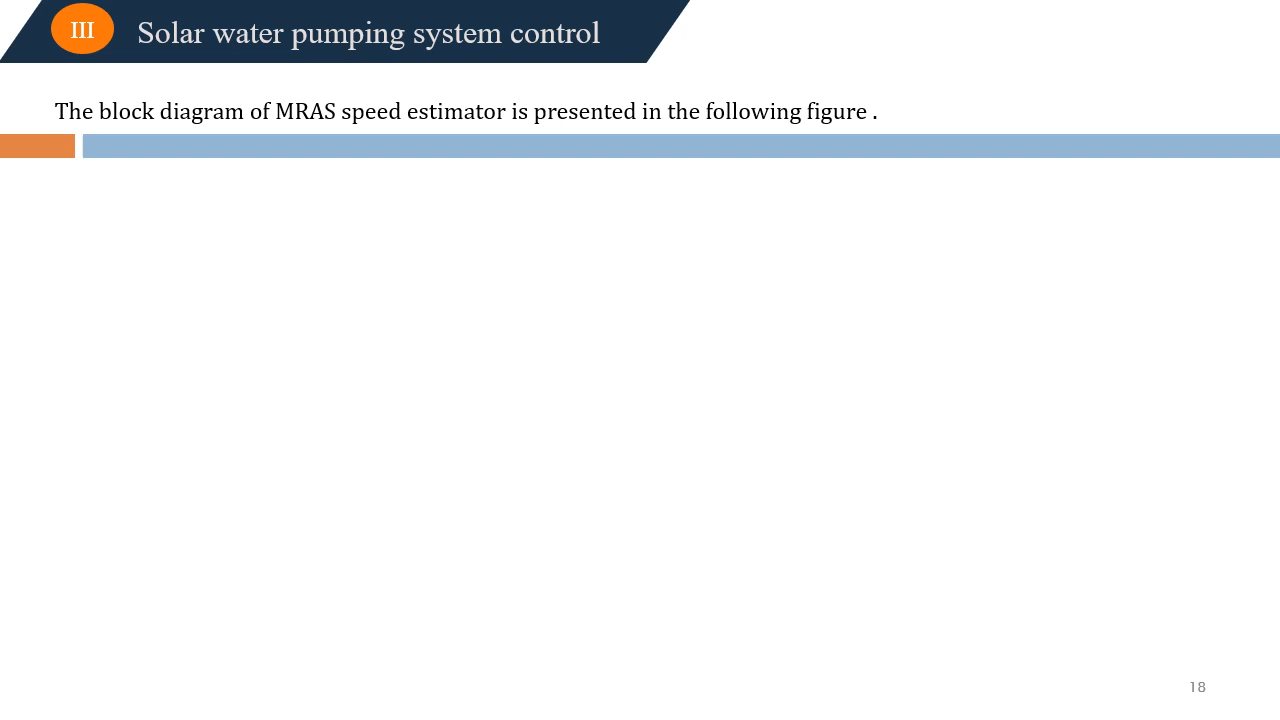 III
Solar water pumping system control
The block diagram of MRAS speed estimator is presented in the following figure .
18